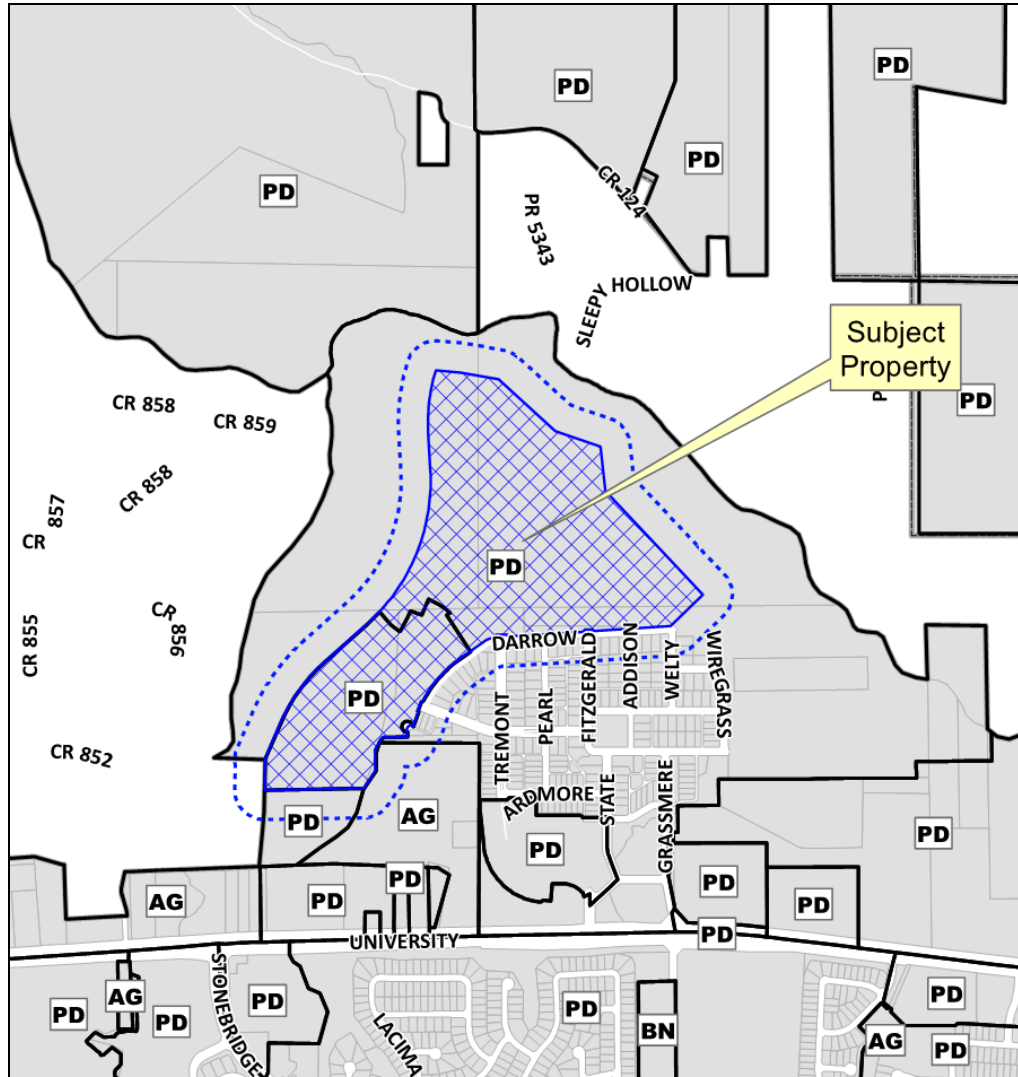 PD
PD
PD
PD
CR 124
PR 5343
SLEEPY
HOLLOW
Subject
Property
P
PD
CR 858
CR 859
CR 858
857
CR
PD
CR
856
CR 855
DARROW
FITZGERALD
ADDISON
WELTY
WIREGRASS
PD
TREMONT
PEARL
CR 852
ARDMORE
STATE
GRASSMERE
PD
AG
PD
PD
PD
PD
AG
PD
PD
PD
UNIVERSITY
STONEBRIDGE
PD
AG
PD
PD
LACIMA
PD
BN
PD
AG
PD